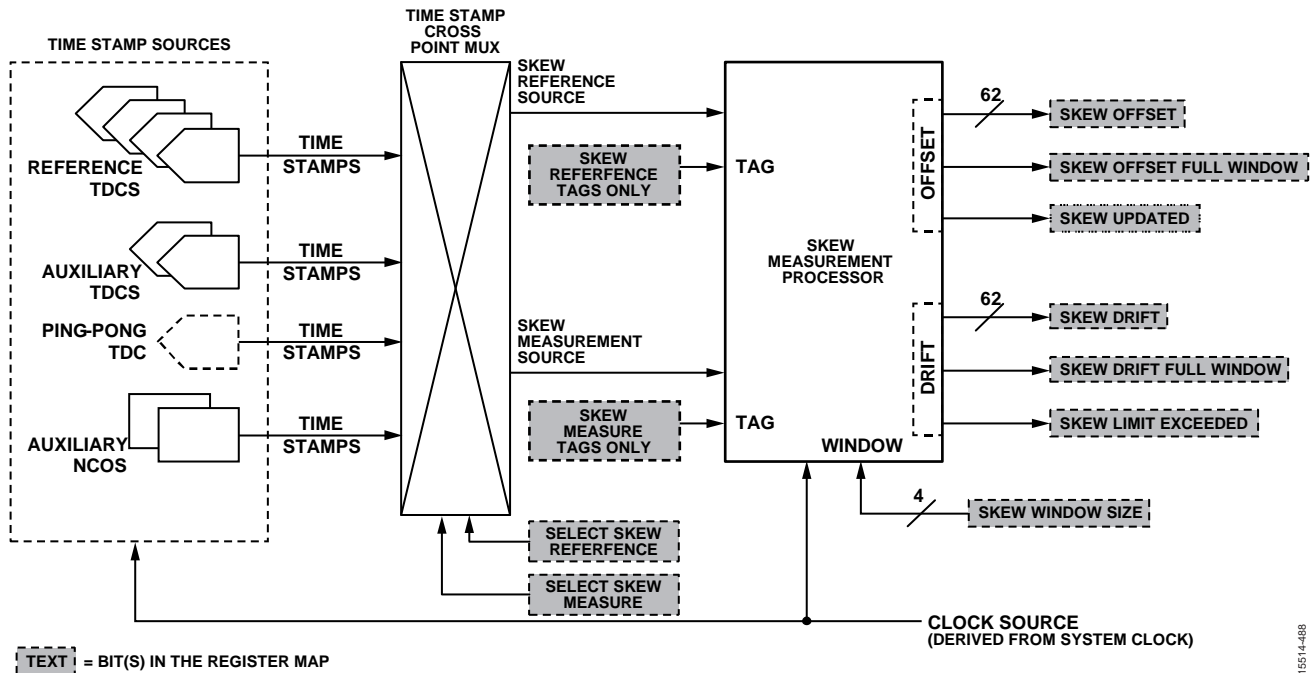 TIME STAMP
CROSS
POINT MUX
TIME STAMP SOURCES
SKEW
REFERENCE
SOURCE
62
SKEW OFFSET
TIME
STAMPS
REFERENCE
TDCS
SKEW
REFERFENCE
TAGS ONLY
TAG
OFFSET
SKEW OFFSET FULL WINDOW
SKEW UPDATED
AUXILIARY
TDCS
TIME
STAMPS
SKEW
MEASUREMENT
PROCESSOR
PING-PONG
TDC
TIME
STAMPS
SKEW
MEASUREMENT
SOURCE
62
SKEW DRIFT
DRIFT
SKEW DRIFT FULL WINDOW
AUXILIARY
NCOS
TIME
STAMPS
SKEW
MEASURE
TAGS ONLY
TAG
SKEW LIMIT EXCEEDED
WINDOW
4
SKEW WINDOW SIZE
SELECT SKEW
REFERFENCE
SELECT SKEW
MEASURE
CLOCK SOURCE
(DERIVED FROM SYSTEM CLOCK)
TEXT = BIT(S) IN THE REGISTER MAP
15514-488